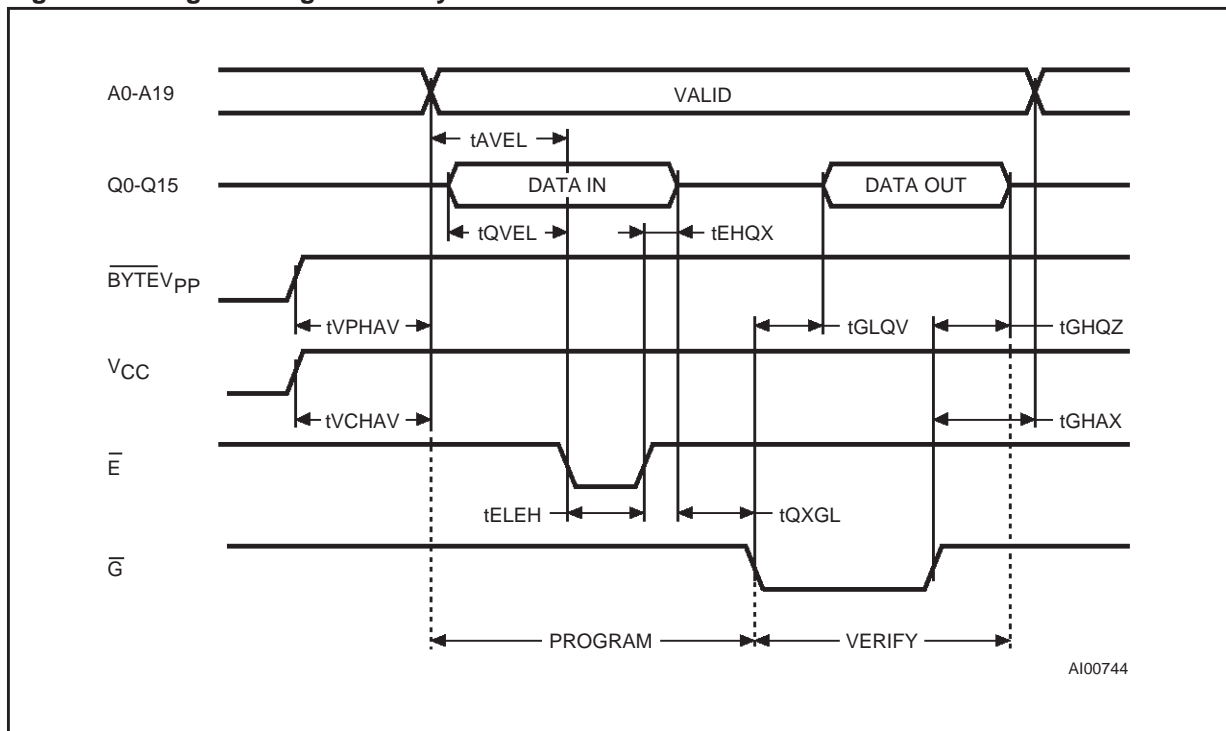 A0-A19
VALID
tAVEL
Q0-Q15
DATA IN
DATA OUT
tQVEL
tEHQX
BYTEVPP
tVPHAV
tGLQV
tGHQZ
VCC
tVCHAV
tGHAX
E
tELEH
tQXGL
G
PROGRAM
VERIFY
AI00744